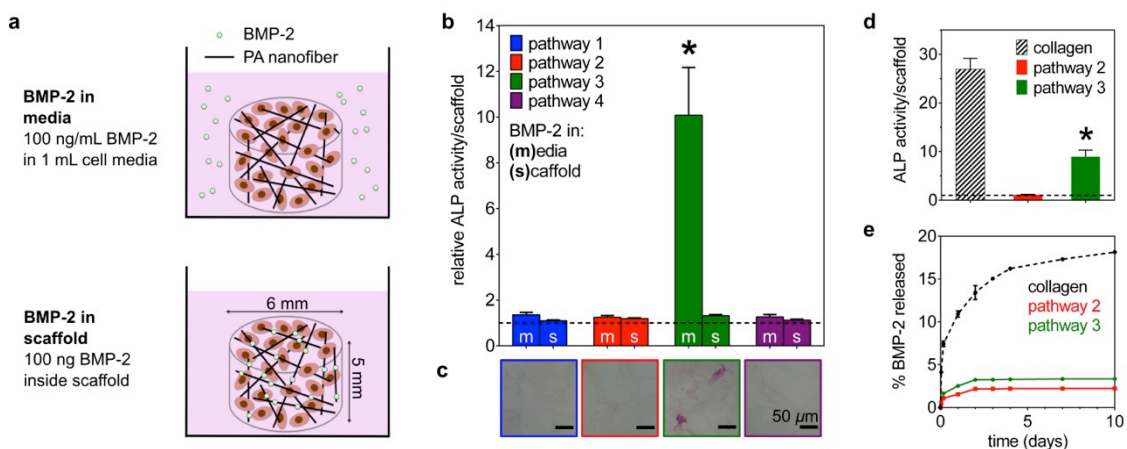 a
BMP-2
PA nanofiber
BMP-2 in
media
100 ng/mL BMP-2
in 1 mL cell media
BMP-2 in
scaffold
100 ng BMP-2
inside scaffold
6 mm
5 mm
b
relative ALP activity/scaffold
14
12
10
8
6
4
2
0
pathway 1
pathway 2
pathway 3
pathway 4
BMP-2 in:
(m)edia
(s)caffold
*
m s m s m s m s
c
50 µm
d
ALP activity/scaffold
30
20
10
0
collagen
pathway 2
pathway 3
*
e
% BMP-2 released
20
15
10
5
0
collagen
pathway 2
pathway 3
0 5 10
time (days)